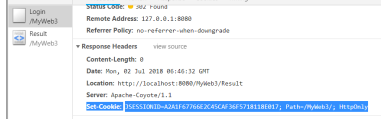 Login
/MyWeb3
Result
/MyWeb3
Status Code: 302 Found
Remote Address: 127.0.0.1:8080
Referrer Policy: no-referrer-when-downgrade
▼ Response Headers view source
Content-Length: 0
Date: Mon, 02 Jul 2018 06:46:32 GMT
Location: http://localhost:8080/MyWeb3/Result
Server: Apache-Coyote/1.1
Set-Cookie: JSESSIONID=A2A1F67766E2C45CAF36F5718118E017; Path=/MyWeb3/; HttpOnly